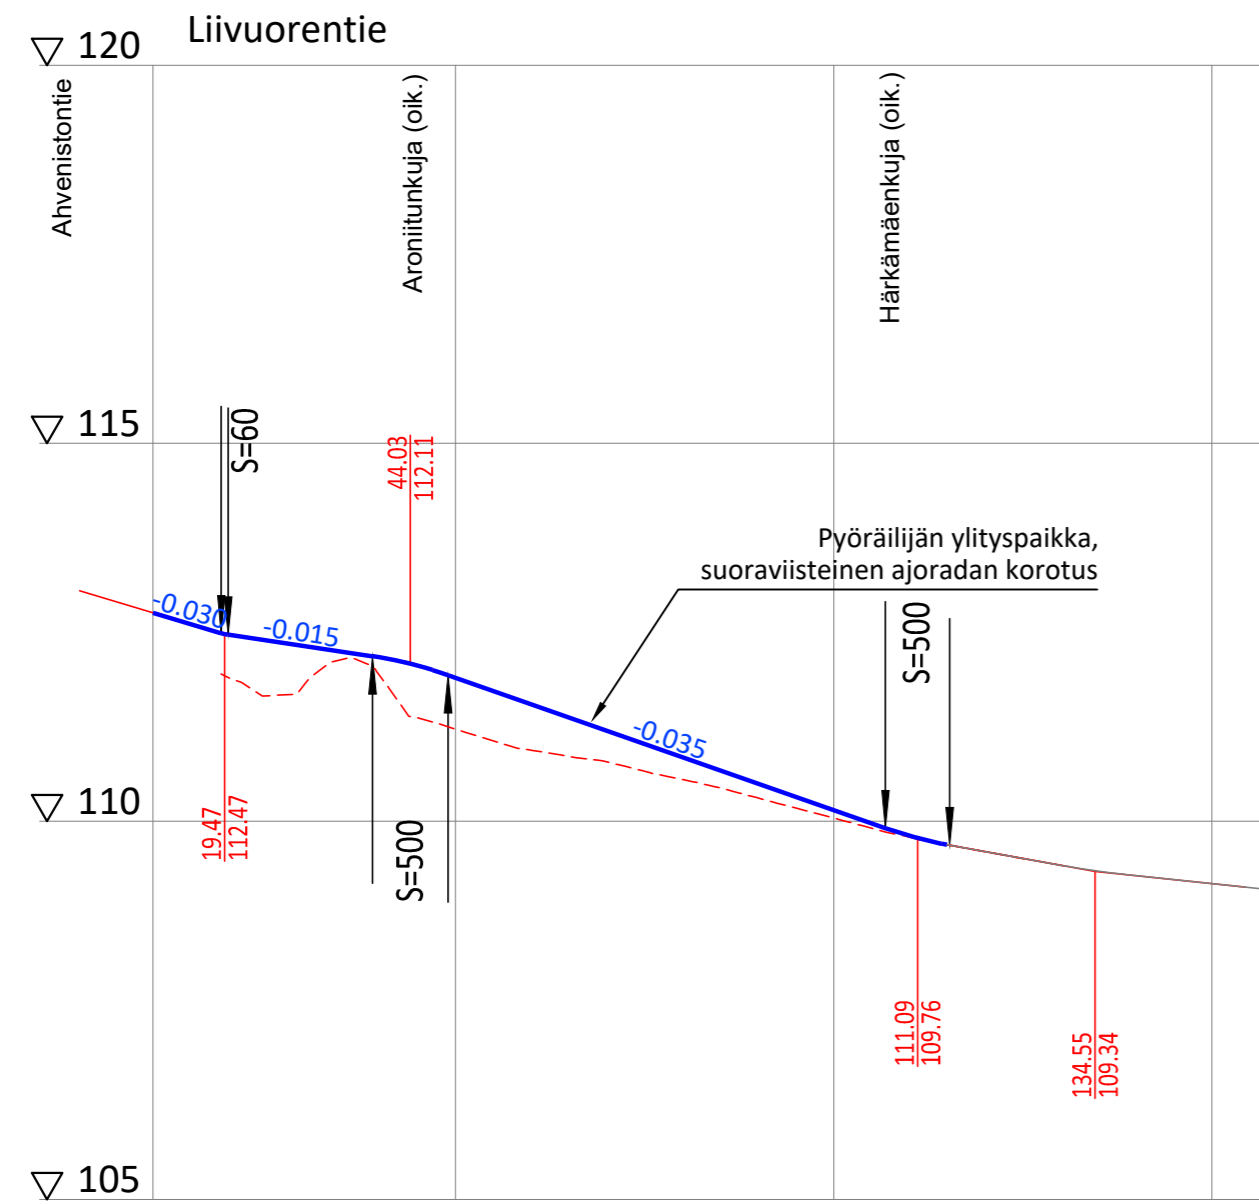 Liivuorentie
120
Ahvenistontie
Aroniitunkuja (oik.)
Härkämäenkuja (oik.)
115
S=60
44.03
112.11
Pyöräilijän ylityspaikka,
suoraviisteinen ajoradan korotus
-0.030
-0.015
S=500
-0.035
110
19.47
112.47
S=500
111.09
109.76
134.55
109.34
105